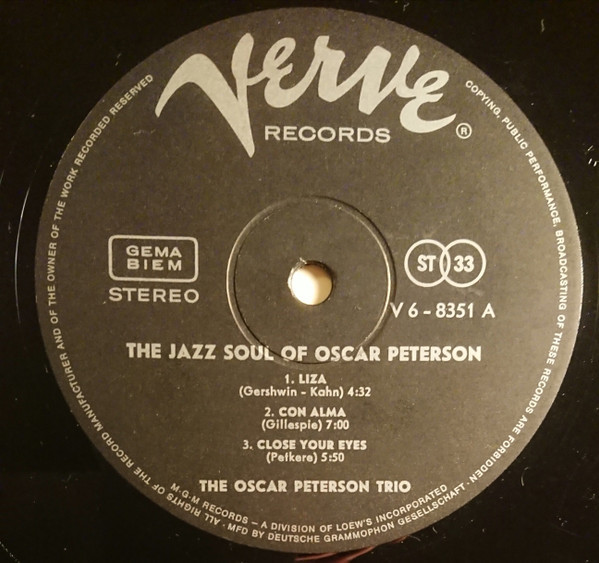 Verve
RECORDS ®
GEMA
BIEM
STEREO
ST 33
V 6 - 8351 A
THE JAZZ SOUL OF OSCAR PETERSON
1. LIZA
(Gershwin - Kahn) 4:32
2. CON ALMA
(Gillespie) 7:00
3. CLOSE YOUR EYES
(Petkere) 5:50
THE OSCAR PETERSON TRIO
M·G·M RECORDS – A DIVISION OF LOEW'S INCORPORATED
ALL RIGHTS OF THE RECORD MANUFACTURER AND OF THE OWNER OF THE WORK RECORDED RESERVED
COPYING, PUBLIC PERFORMANCE, BROADCASTING OF THESE RECORDS ARE FORBIDDEN · MFD BY DEUTSCHE GRAMMOPHON GESELLSCHAFT ·